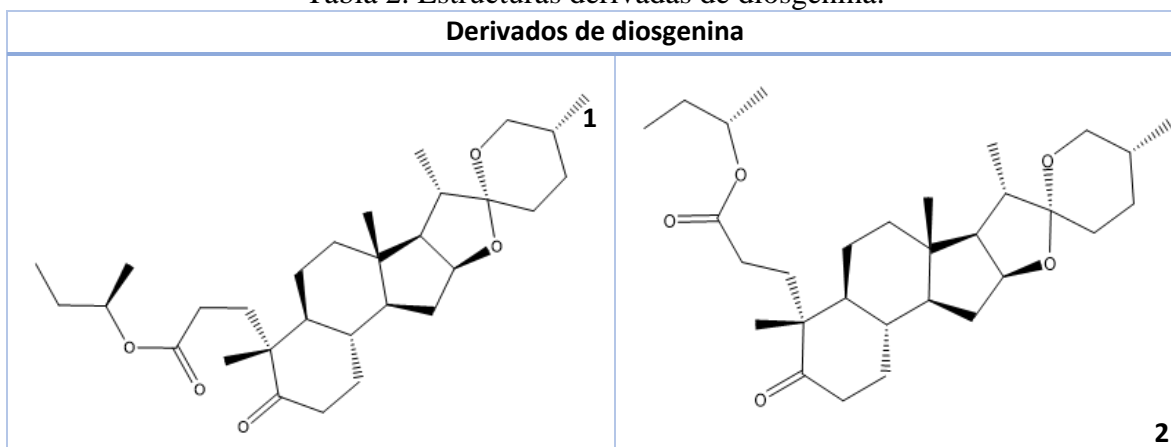 Tabla 2. Estructuras derivadas de diosgenina.
Derivados de diosgenina
1
O
O
O
O
O
O
O
O
O
O
2